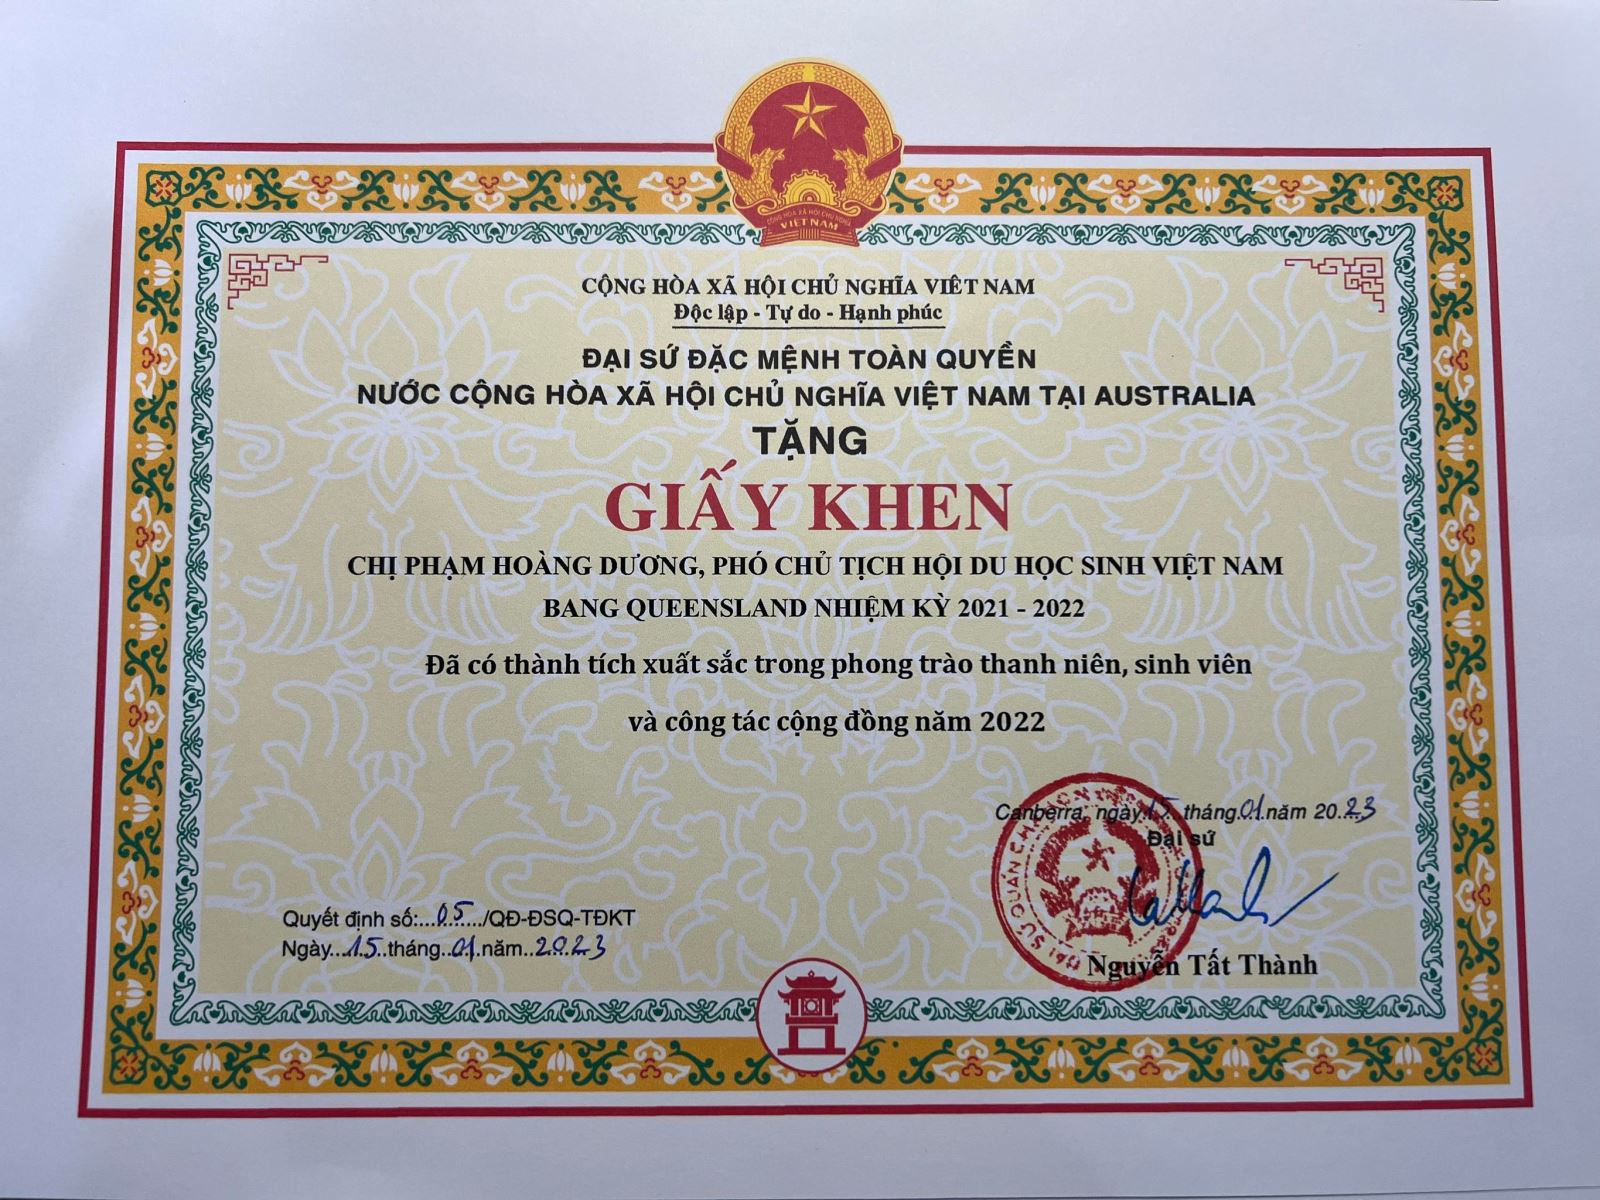 CỘNG HÒA XÃ HỘI CHỦ NGHĨA
VIỆT NAM
CỘNG HÒA XÃ HỘI CHỦ NGHĨA VIỆT NAM
Độc lập - Tự do - Hạnh phúc
ĐẠI SỨ ĐẶC MỆNH TOÀN QUYỀN
NƯỚC CỘNG HÒA XÃ HỘI CHỦ NGHĨA VIỆT NAM TẠI AUSTRALIA
TẶNG
GIẤY KHEN
CHỊ PHẠM HOÀNG DƯƠNG, PHÓ CHỦ TỊCH HỘI DU HỌC SINH VIỆT NAM
BANG QUEENSLAND NHIỆM KỲ 2021 - 2022
Đã có thành tích xuất sắc trong phong trào thanh niên, sinh viên
và công tác cộng đồng năm 2022
Canberra, ngày.15..tháng.01.năm 20..23
Đại sứ
Quyết định số:...05.../QĐ-ĐSQ-TĐKT
Ngày...15.tháng..01.năm..2023
Nguyễn Tất Thành